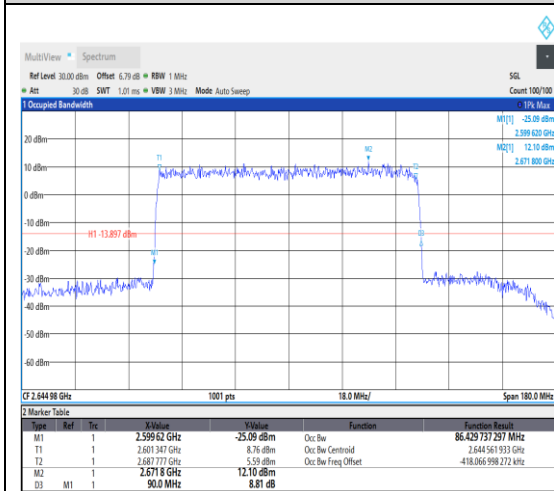 MultiView Spectrum
Ref Level 30.00 dBm Offset 6.79 dB RBW 1 MHz SGL
Att 30 dB SWT 1.01 ms VBW 3 MHz Mode Auto Sweep Count 100/100
1 Occupied Bandwidth 1Pk Max
M1[1] -25.09 dBm
2.599 620 GHz
M2[1] 12.10 dBm
2.671 800 GHz
20 dBm
10 dBm
0 dBm
-10 dBm
-20 dBm
-30 dBm
-40 dBm
-50 dBm
-60 dBm
T1
M2
H1 -13.897 dBm
D3
CF 2.644 98 GHz 1001 pts 18.0 MHz/ Span 180.0 MHz
2 Marker Table
Type Ref Trc X-Value Y-Value Function Function Result
M1 1 2.599 62 GHz -25.09 dBm Occ Bw 86.429 737 297 MHz
T1 1 2.601 347 GHz 8.76 dBm Occ Bw Centroid 2.644 561 933 GHz
T2 1 2.687 777 GHz 5.59 dBm Occ Bw Freq Offset -418.066 998 272 kHz
M2 1 2.671 8 GHz 12.10 dBm
D3 M1 1 90.0 MHz 8.81 dB